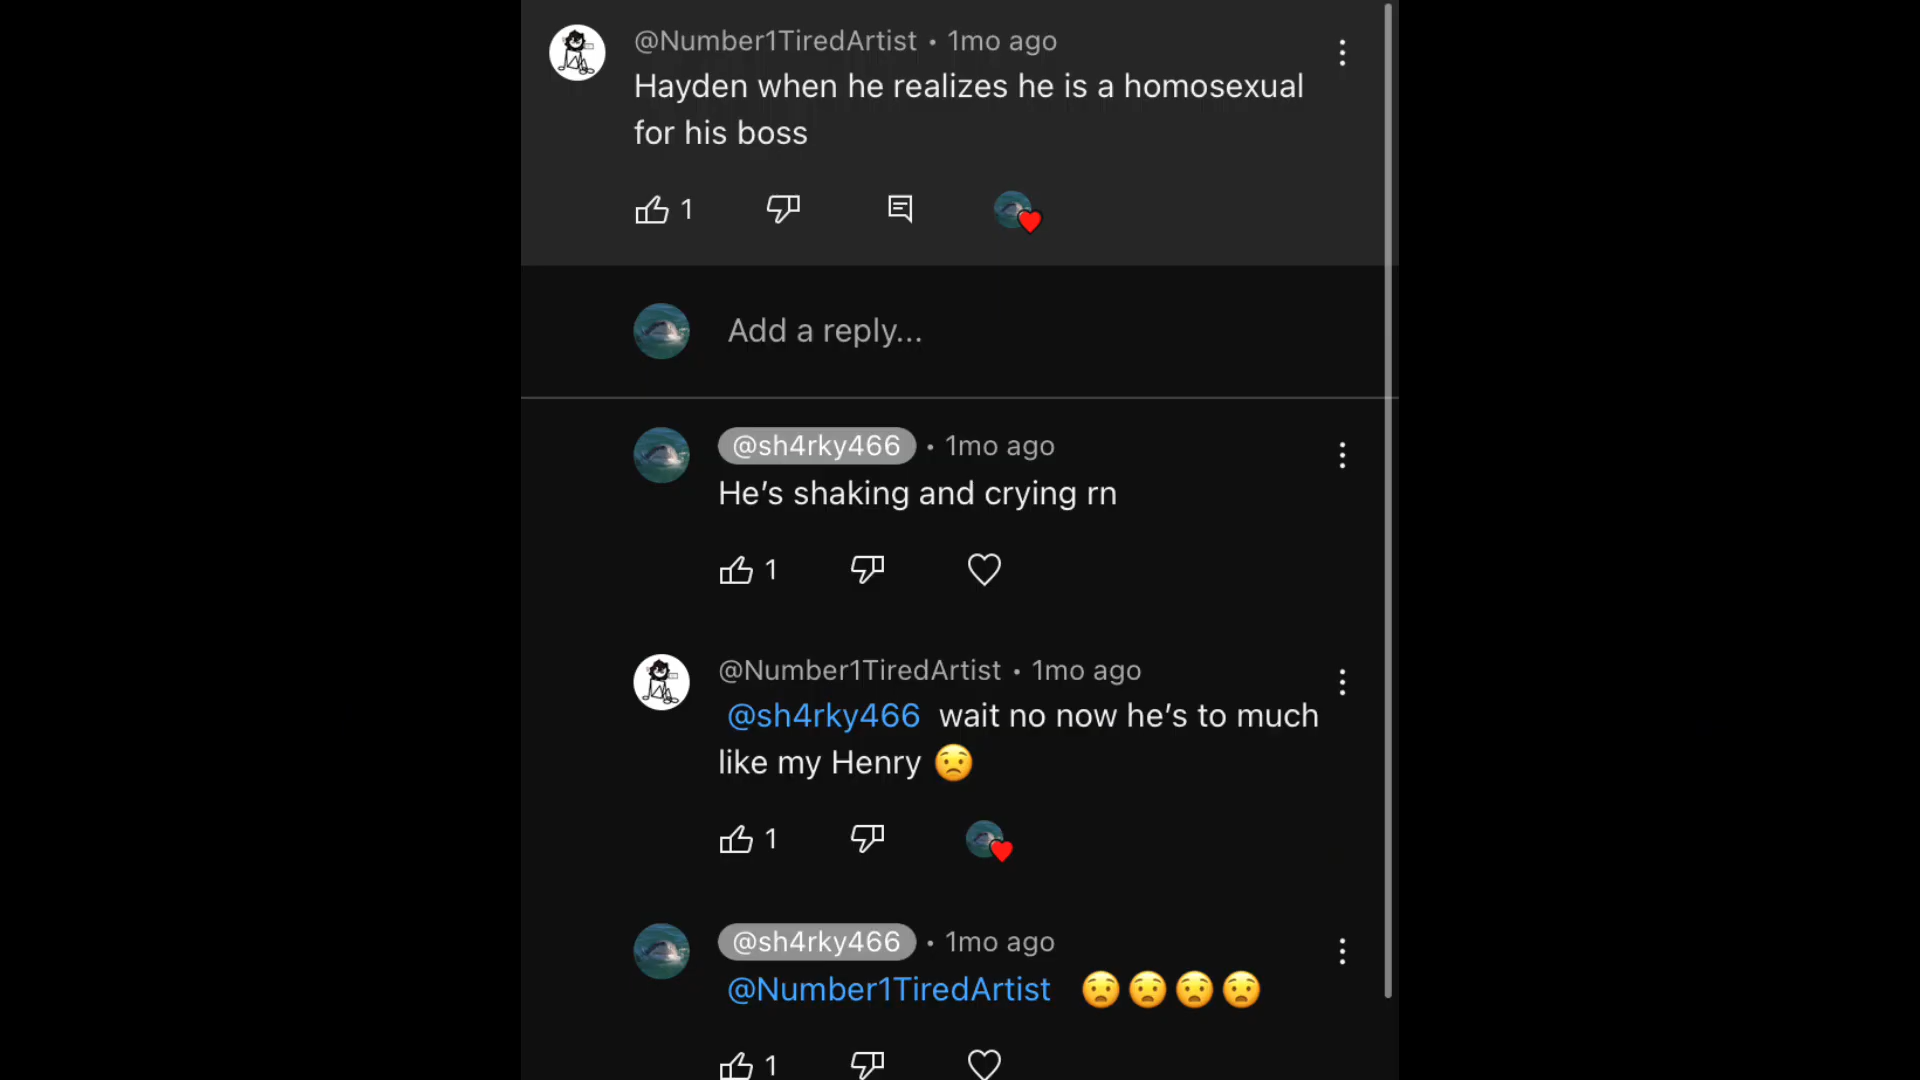 @Number1TiredArtist • 1mo ago
Hayden when he realizes he is a homosexual
for his boss
1
Add a reply...
@sh4rky466 • 1mo ago
He’s shaking and crying rn
1
@Number1TiredArtist • 1mo ago
@sh4rky466 wait no now he’s to much
like my Henry 😟
1
@sh4rky466 • 1mo ago
@Number1TiredArtist 😧😧😧😧
1